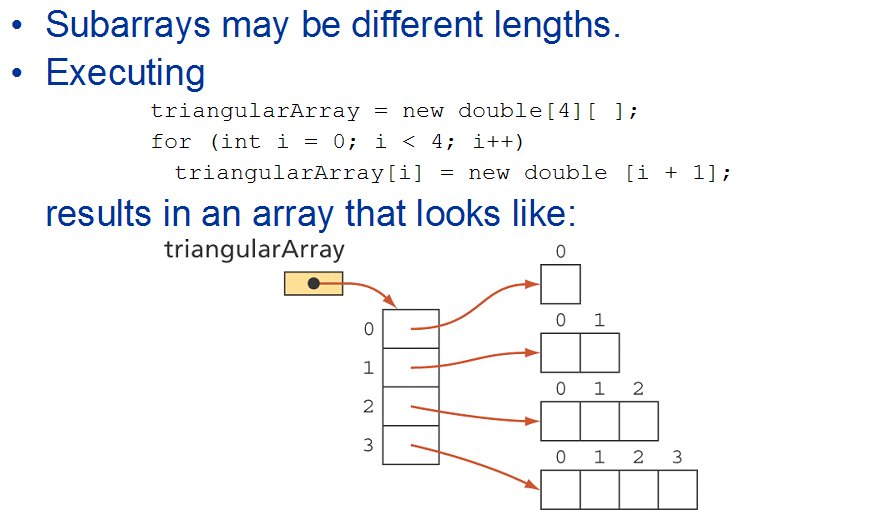 • Subarrays may be different lengths.
• Executing
triangularArray = new double[4][ ];
for (int i = 0; i < 4; i++)
triangularArray[i] = new double [i + 1];
results in an array that looks like:
triangularArray
0
0
0 1
1
0 1 2
2
3
0 1 2 3